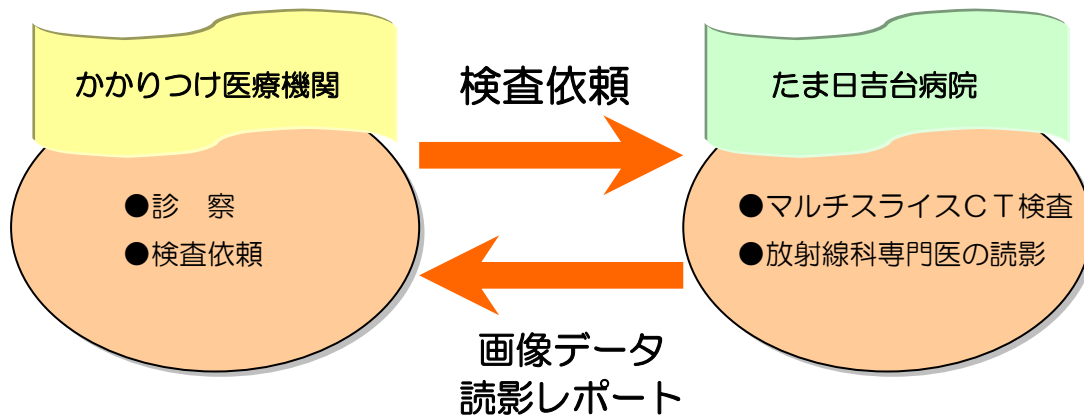 かかりつけ医療機関
●診　察
●検査依頼
検査依頼
画像データ
読影レポート
たま日吉台病院
●マルチスライスＣＴ検査
●放射線科専門医の読影